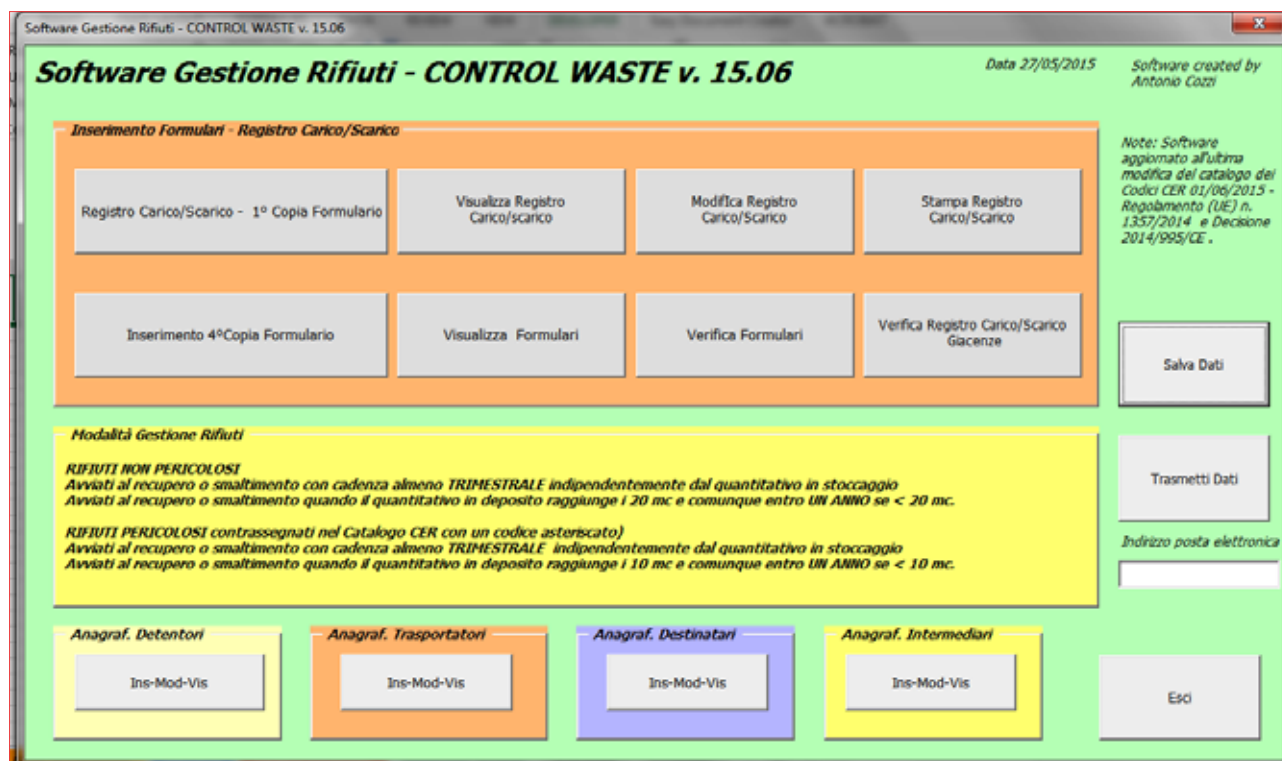 Software Gestione Rifiuti - CONTROL WASTE v. 15.06
Software Gestione Rifiuti - CONTROL WASTE v. 15.06
Data 27/05/2015
Software created by
Antonio Cozzi
Inserimento Formulari - Registro Carico/Scarico
Registro Carico/Scarico - 1º Copia Formulario
Visualizza Registro
Carico/scarico
ModifIca Registro
Carico/Scarico
Stampa Registro
Carico/Scarico
Note: Software
aggiornato all'ultima
modifica del catalogo dei
Codici CER 01/06/2015 -
Regolamento (UE) n.
1357/2014 e Decisione
2014/995/CE .
Inserimento 4ºCopia Formulario
Visualizza Formulari
Verifica Formulari
Verifica Registro Carico/Scarico
Giacenze
Salva Dati
Modalità Gestione Rifiuti
RIFIUTI NON PERICOLOSI
Avviati al recupero o smaltimento con cadenza almeno TRIMESTRALE indipendentemente dal quantitativo in stoccaggio
Avviati al recupero o smaltimento quando il quantitativo in deposito raggiunge i 20 mc e comunque entro UN ANNO se < 20 mc.
RIFIUTI PERICOLOSI contrassegnati nel Catalogo CER con un codice asteriscato)
Avviati al recupero o smaltimento con cadenza almeno TRIMESTRALE indipendentemente dal quantitativo in stoccaggio
Avviati al recupero o smaltimento quando il quantitativo in deposito raggiunge i 10 mc e comunque entro UN ANNO se < 10 mc.
Trasmetti Dati
Indirizzo posta elettronica
Anagraf. Detentori
Ins-Mod-Vis
Anagraf. Trasportatori
Ins-Mod-Vis
Anagraf. Destinatari
Ins-Mod-Vis
Anagraf. Intermediari
Ins-Mod-Vis
Esci